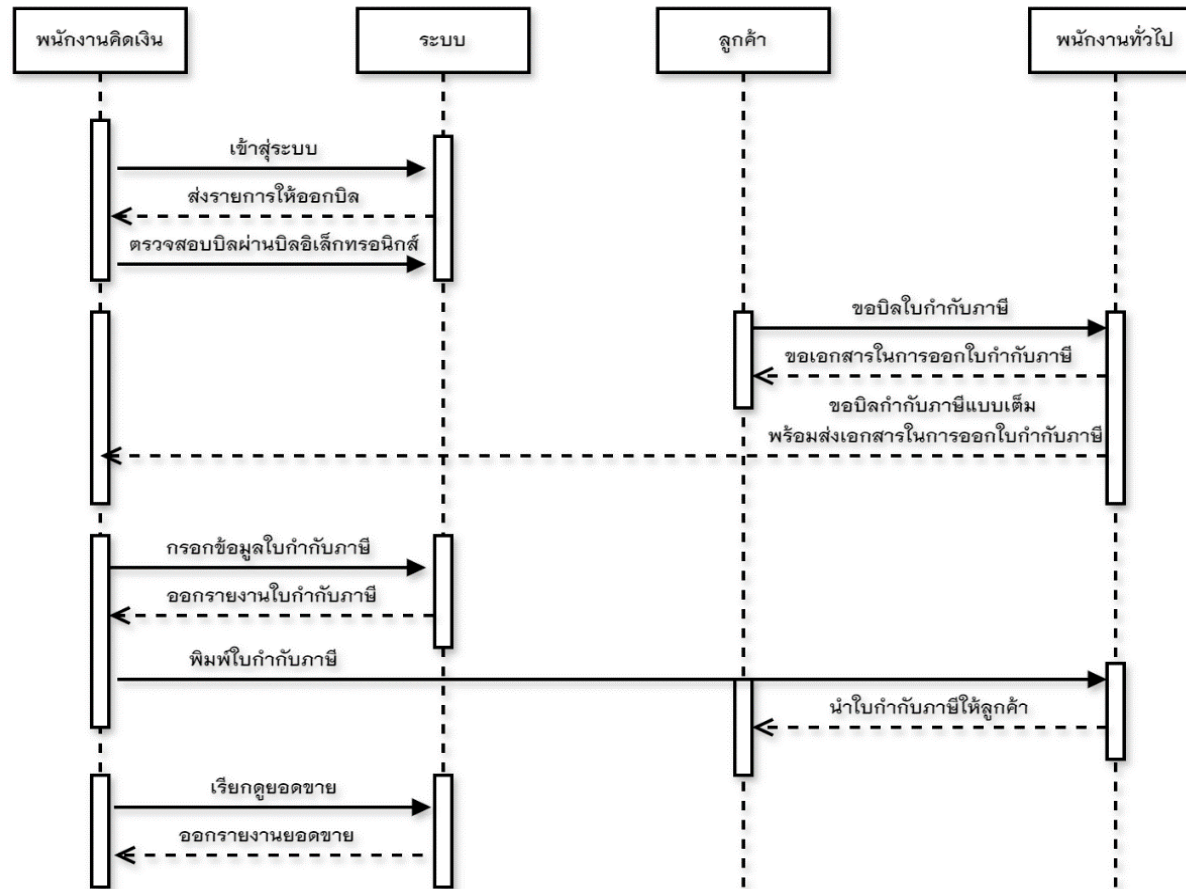 พนักงานคิดเงิน
ระบบ
ลูกค้า
พนักงานทั่วไป
เข้าสุ่ระบบ
ส่งรายการให้ออกบิล
ตรวจสอบบิลผ่านบิลอิเล็กทรอนิกส์
ขอบิลใบกำกับภาษี
ขอเอกสารในการออกใบกำกับภาษี
ขอบิลกำกับภาษีแบบเต็ม
พร้อมส่งเอกสารในการออกใบกำกับภาษี
กรอกข้อมูลใบกำกับภาษี
ออกรายงานใบกำกับภาษี
พิมพ์ใบกำกับภาษี
นำใบกำกับภาษีให้ลูกค้า
เรียกดูยอดขาย
ออกรายงานยอดขาย